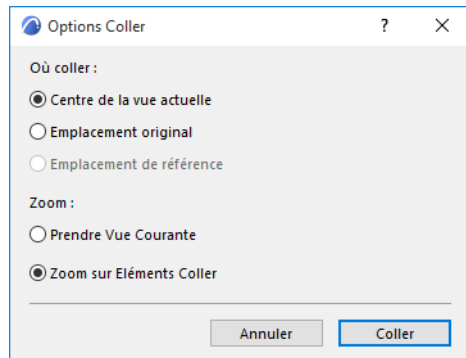 Options Coller
?
Où coller :
Centre de la vue actuelle
Emplacement original
Emplacement de référence
Zoom :
Prendre Vue Courante
Zoom sur Eléments Coller
Annuler
Coller